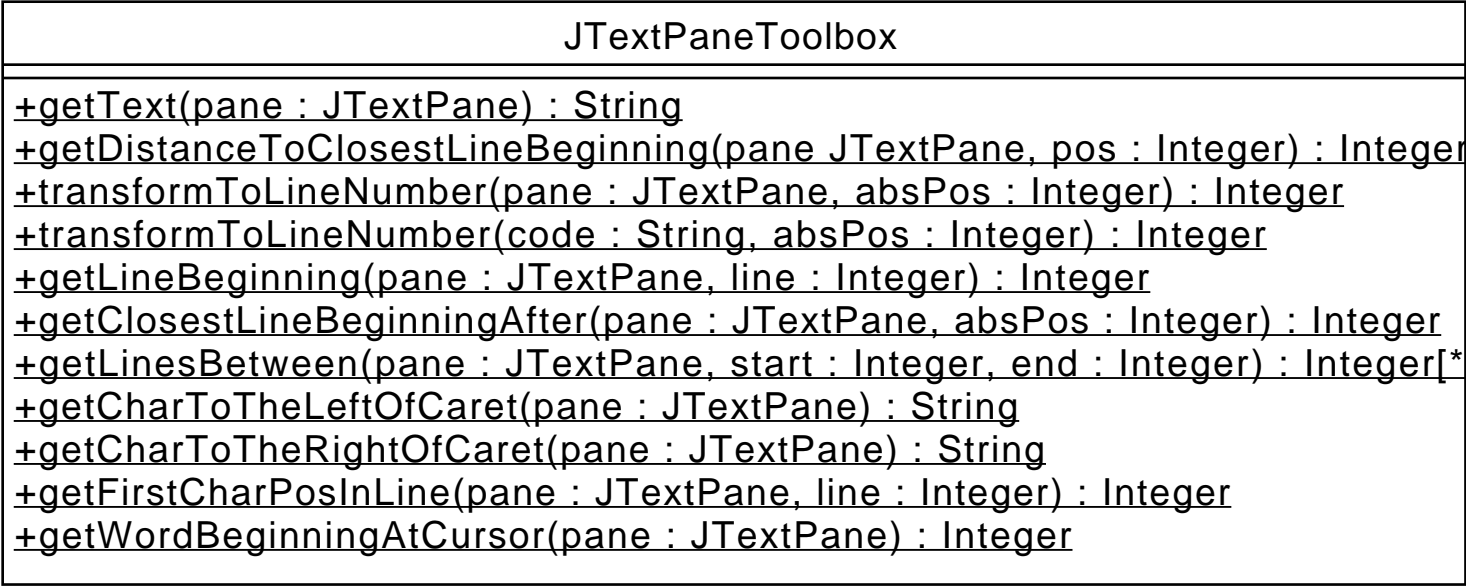 JTextPaneToolbox
+getText(pane : JTextPane) : String
+getDistanceToClosestLineBeginning(pane JTextPane, pos : Integer) : Integer
+transformToLineNumber(pane : JTextPane, absPos : Integer) : Integer
+transformToLineNumber(code : String, absPos : Integer) : Integer
+getLineBeginning(pane : JTextPane, line : Integer) : Integer
+getClosestLineBeginningAfter(pane : JTextPane, absPos : Integer) : Integer
+getLinesBetween(pane : JTextPane, start : Integer, end : Integer) : Integer[*
+getCharToTheLeftOfCaret(pane : JTextPane) : String
+getCharToTheRightOfCaret(pane : JTextPane) : String
+getFirstCharPosInLine(pane : JTextPane, line : Integer) : Integer
+getWordBeginningAtCursor(pane : JTextPane) : Integer